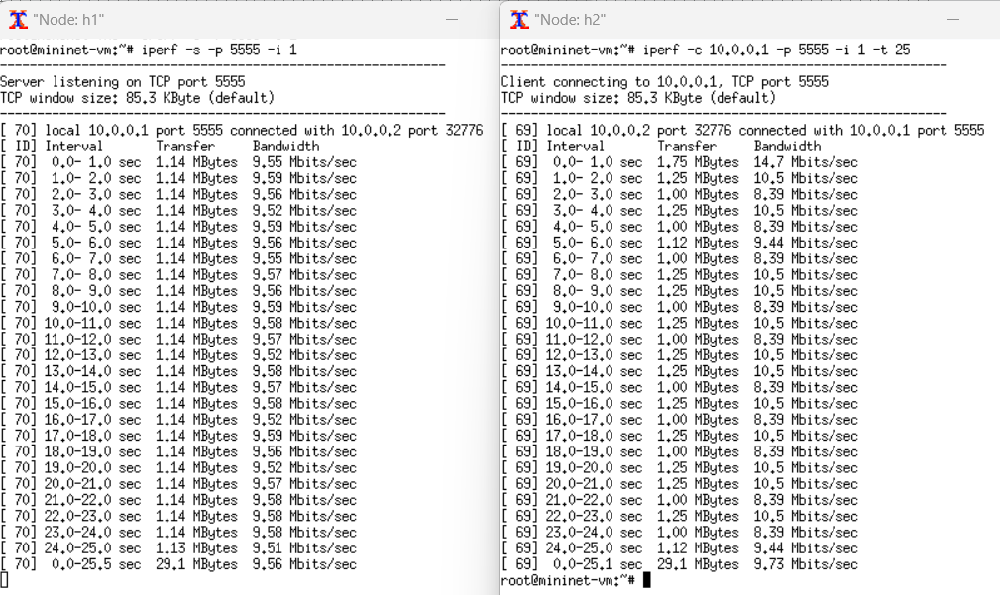 "Node: h1"
root@mininet-vm:~# iperf -s -p 5555 -i 1
------------------------------------------------------------
Server listening on TCP port 5555
TCP window size: 85.3 KByte (default)
------------------------------------------------------------
[ 70] local 10.0.0.1 port 5555 connected with 10.0.0.2 port 32776
[ ID] Interval       Transfer     Bandwidth
[ 70]  0.0- 1.0 sec  1.14 MBytes  9.55 Mbits/sec
[ 70]  1.0- 2.0 sec  1.14 MBytes  9.59 Mbits/sec
[ 70]  2.0- 3.0 sec  1.14 MBytes  9.56 Mbits/sec
[ 70]  3.0- 4.0 sec  1.14 MBytes  9.52 Mbits/sec
[ 70]  4.0- 5.0 sec  1.14 MBytes  9.59 Mbits/sec
[ 70]  5.0- 6.0 sec  1.14 MBytes  9.56 Mbits/sec
[ 70]  6.0- 7.0 sec  1.14 MBytes  9.55 Mbits/sec
[ 70]  7.0- 8.0 sec  1.14 MBytes  9.57 Mbits/sec
[ 70]  8.0- 9.0 sec  1.14 MBytes  9.56 Mbits/sec
[ 70]  9.0-10.0 sec  1.14 MBytes  9.59 Mbits/sec
[ 70] 10.0-11.0 sec  1.14 MBytes  9.58 Mbits/sec
[ 70] 11.0-12.0 sec  1.14 MBytes  9.57 Mbits/sec
[ 70] 12.0-13.0 sec  1.14 MBytes  9.52 Mbits/sec
[ 70] 13.0-14.0 sec  1.14 MBytes  9.58 Mbits/sec
[ 70] 14.0-15.0 sec  1.14 MBytes  9.57 Mbits/sec
[ 70] 15.0-16.0 sec  1.14 MBytes  9.58 Mbits/sec
[ 70] 16.0-17.0 sec  1.14 MBytes  9.52 Mbits/sec
[ 70] 17.0-18.0 sec  1.14 MBytes  9.59 Mbits/sec
[ 70] 18.0-19.0 sec  1.14 MBytes  9.56 Mbits/sec
[ 70] 19.0-20.0 sec  1.14 MBytes  9.52 Mbits/sec
[ 70] 20.0-21.0 sec  1.14 MBytes  9.57 Mbits/sec
[ 70] 21.0-22.0 sec  1.14 MBytes  9.58 Mbits/sec
[ 70] 22.0-23.0 sec  1.14 MBytes  9.58 Mbits/sec
[ 70] 23.0-24.0 sec  1.14 MBytes  9.58 Mbits/sec
[ 70] 24.0-25.0 sec  1.13 MBytes  9.51 Mbits/sec
[ 70]  0.0-25.5 sec  29.1 MBytes  9.56 Mbits/sec
"Node: h2"
root@mininet-vm:~# iperf -c 10.0.0.1 -p 5555 -i 1 -t 25
------------------------------------------------------------
Client connecting to 10.0.0.1, TCP port 5555
TCP window size: 85.3 KByte (default)
------------------------------------------------------------
[ 69] local 10.0.0.2 port 32776 connected with 10.0.0.1 port 5555
[ ID] Interval       Transfer     Bandwidth
[ 69]  0.0- 1.0 sec  1.75 MBytes  14.7 Mbits/sec
[ 69]  1.0- 2.0 sec  1.25 MBytes  10.5 Mbits/sec
[ 69]  2.0- 3.0 sec  1.00 MBytes  8.39 Mbits/sec
[ 69]  3.0- 4.0 sec  1.25 MBytes  10.5 Mbits/sec
[ 69]  4.0- 5.0 sec  1.00 MBytes  8.39 Mbits/sec
[ 69]  5.0- 6.0 sec  1.12 MBytes  9.44 Mbits/sec
[ 69]  6.0- 7.0 sec  1.00 MBytes  8.39 Mbits/sec
[ 69]  7.0- 8.0 sec  1.25 MBytes  10.5 Mbits/sec
[ 69]  8.0- 9.0 sec  1.25 MBytes  10.5 Mbits/sec
[ 69]  9.0-10.0 sec  1.00 MBytes  8.39 Mbits/sec
[ 69] 10.0-11.0 sec  1.25 MBytes  10.5 Mbits/sec
[ 69] 11.0-12.0 sec  1.00 MBytes  8.39 Mbits/sec
[ 69] 12.0-13.0 sec  1.25 MBytes  10.5 Mbits/sec
[ 69] 13.0-14.0 sec  1.25 MBytes  10.5 Mbits/sec
[ 69] 14.0-15.0 sec  1.00 MBytes  8.39 Mbits/sec
[ 69] 15.0-16.0 sec  1.25 MBytes  10.5 Mbits/sec
[ 69] 16.0-17.0 sec  1.00 MBytes  8.39 Mbits/sec
[ 69] 17.0-18.0 sec  1.25 MBytes  10.5 Mbits/sec
[ 69] 18.0-19.0 sec  1.00 MBytes  8.39 Mbits/sec
[ 69] 19.0-20.0 sec  1.25 MBytes  10.5 Mbits/sec
[ 69] 20.0-21.0 sec  1.25 MBytes  10.5 Mbits/sec
[ 69] 21.0-22.0 sec  1.00 MBytes  8.39 Mbits/sec
[ 69] 22.0-23.0 sec  1.25 MBytes  10.5 Mbits/sec
[ 69] 23.0-24.0 sec  1.00 MBytes  8.39 Mbits/sec
[ 69] 24.0-25.0 sec  1.12 MBytes  9.44 Mbits/sec
[ 69]  0.0-25.1 sec  29.1 MBytes  9.73 Mbits/sec
root@mininet-vm:~#